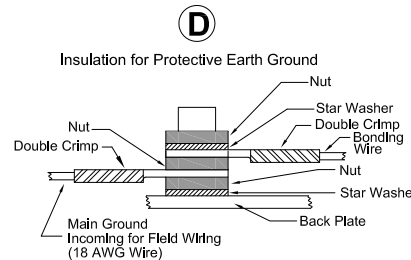 D
Insulation for Protective Earth Ground
Nut
Star Washer
Double Crimp
Bonding
Wire
Nut
Double Crimp
Nut
Star Washe
Back Plate
Main Ground
Incoming for Field Wiring
(18 AWG Wire)